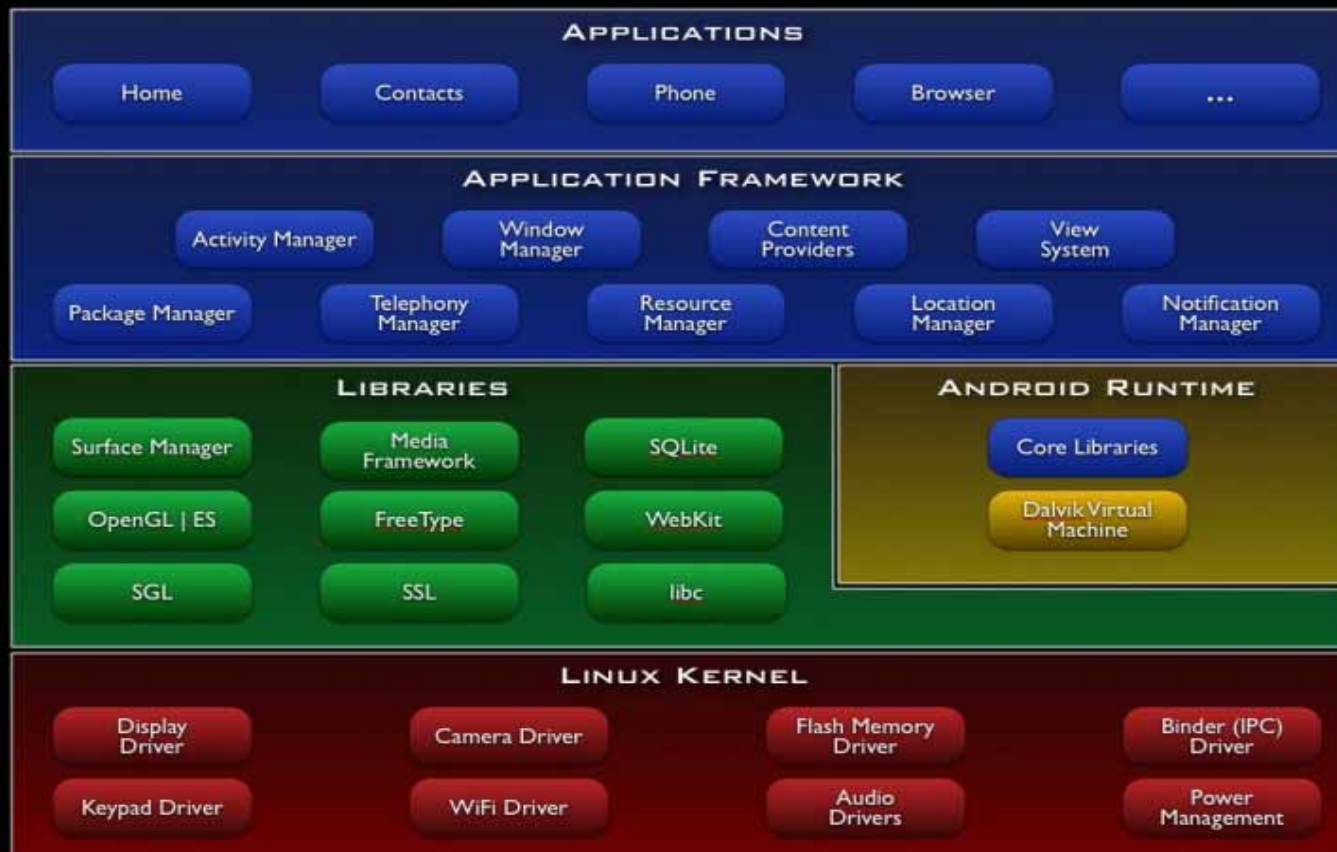 APPLICATIONS
Home
Contacts
Phone
Browser
...
APPLICATION FRAMEWORK
Activity Manager
Window
Manager
Content
Providers
View
System
Package Manager
Telephony
Manager
Resource
Manager
Location
Manager
Notification
Manager
LIBRARIES
Surface Manager
Media
Framework
SQLite
OpenGL | ES
FreeType
WebKit
SGL
SSL
libc
ANDROID RUNTIME
Core Libraries
Dalvik Virtual
Machine
LINUX KERNEL
Display
Driver
Camera Driver
Flash Memory
Driver
Binder (IPC)
Driver
Keypad Driver
WiFi Driver
Audio
Drivers
Power
Management